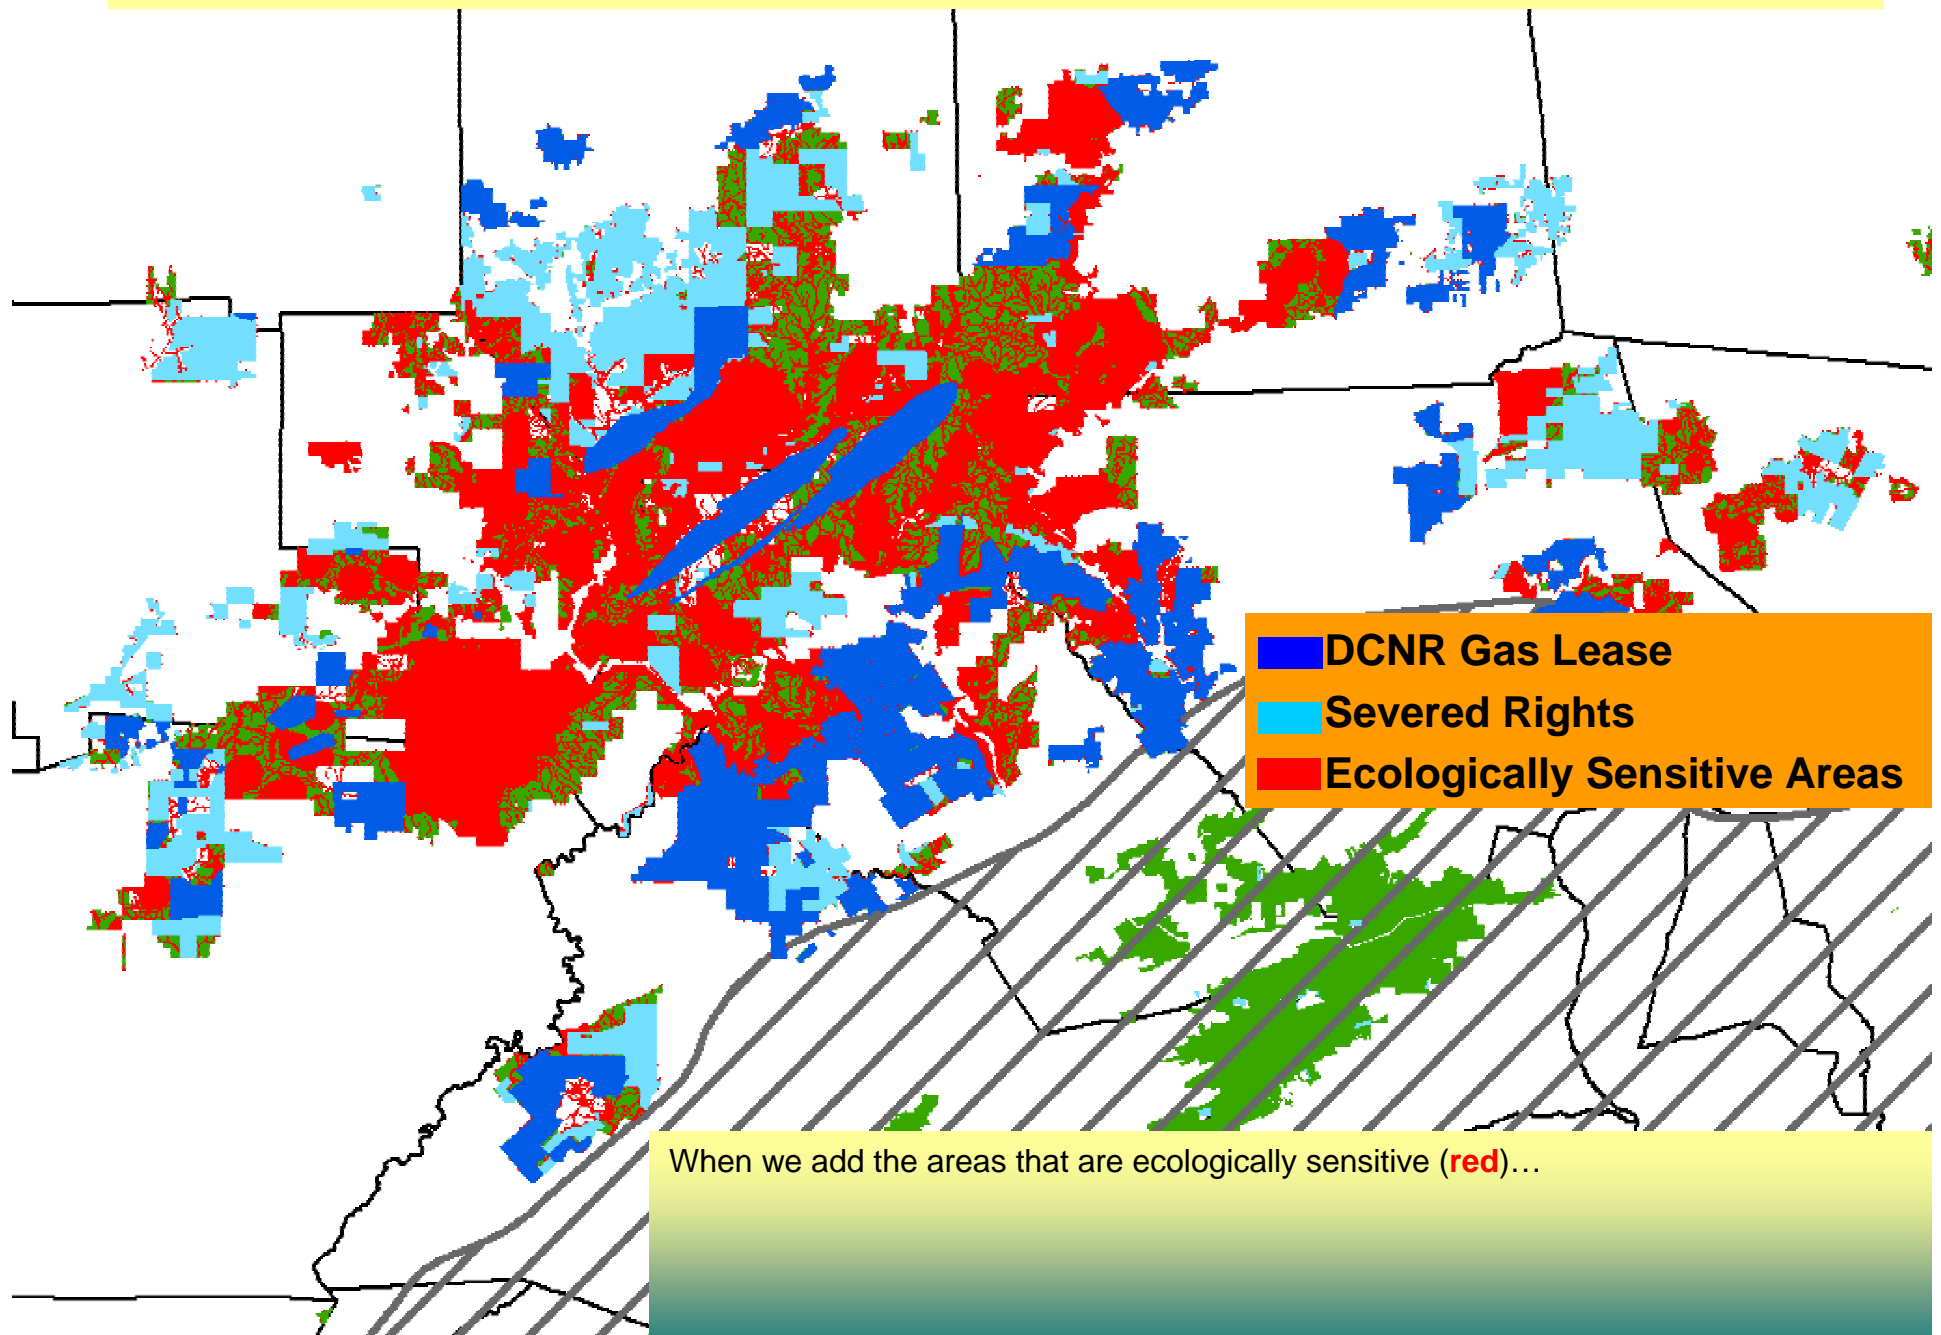 DCNR Gas Lease
Severed Rights
Ecologically Sensitive Areas
When we add the areas that are ecologically sensitive (red)…